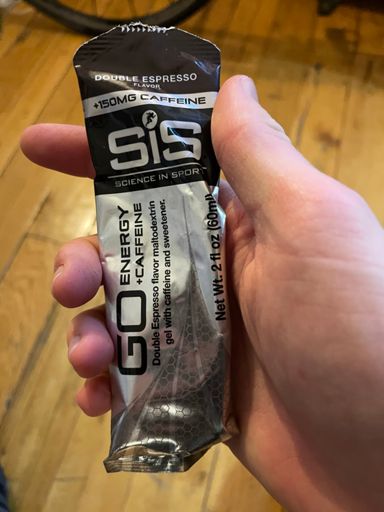 DOUBLE ESPRESSO
FLAVOR
+150MG CAFFEINE
SiS
SCIENCE IN SPORT
GO ENERGY
+CAFFEINE
Double Espresso flavor maltodextrin
gel with caffeine and sweetener.
Net Wt. 2 fl oz (60ml)